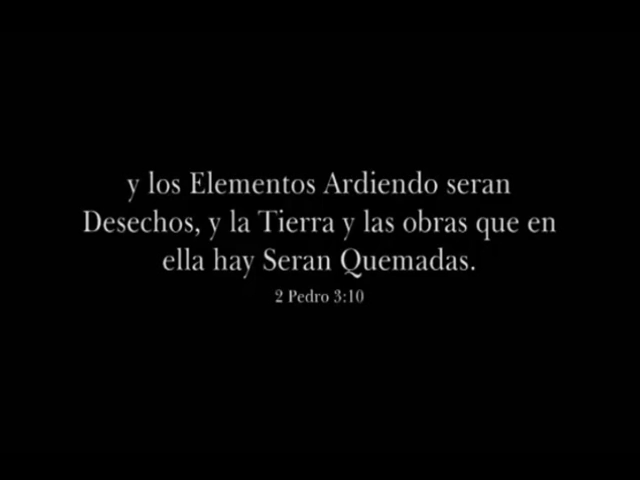 y los Elementos Ardiendo seran
Desechos, y la Tierra y las obras que en
ella hay Seran Quemadas.
2 Pedro 3:10